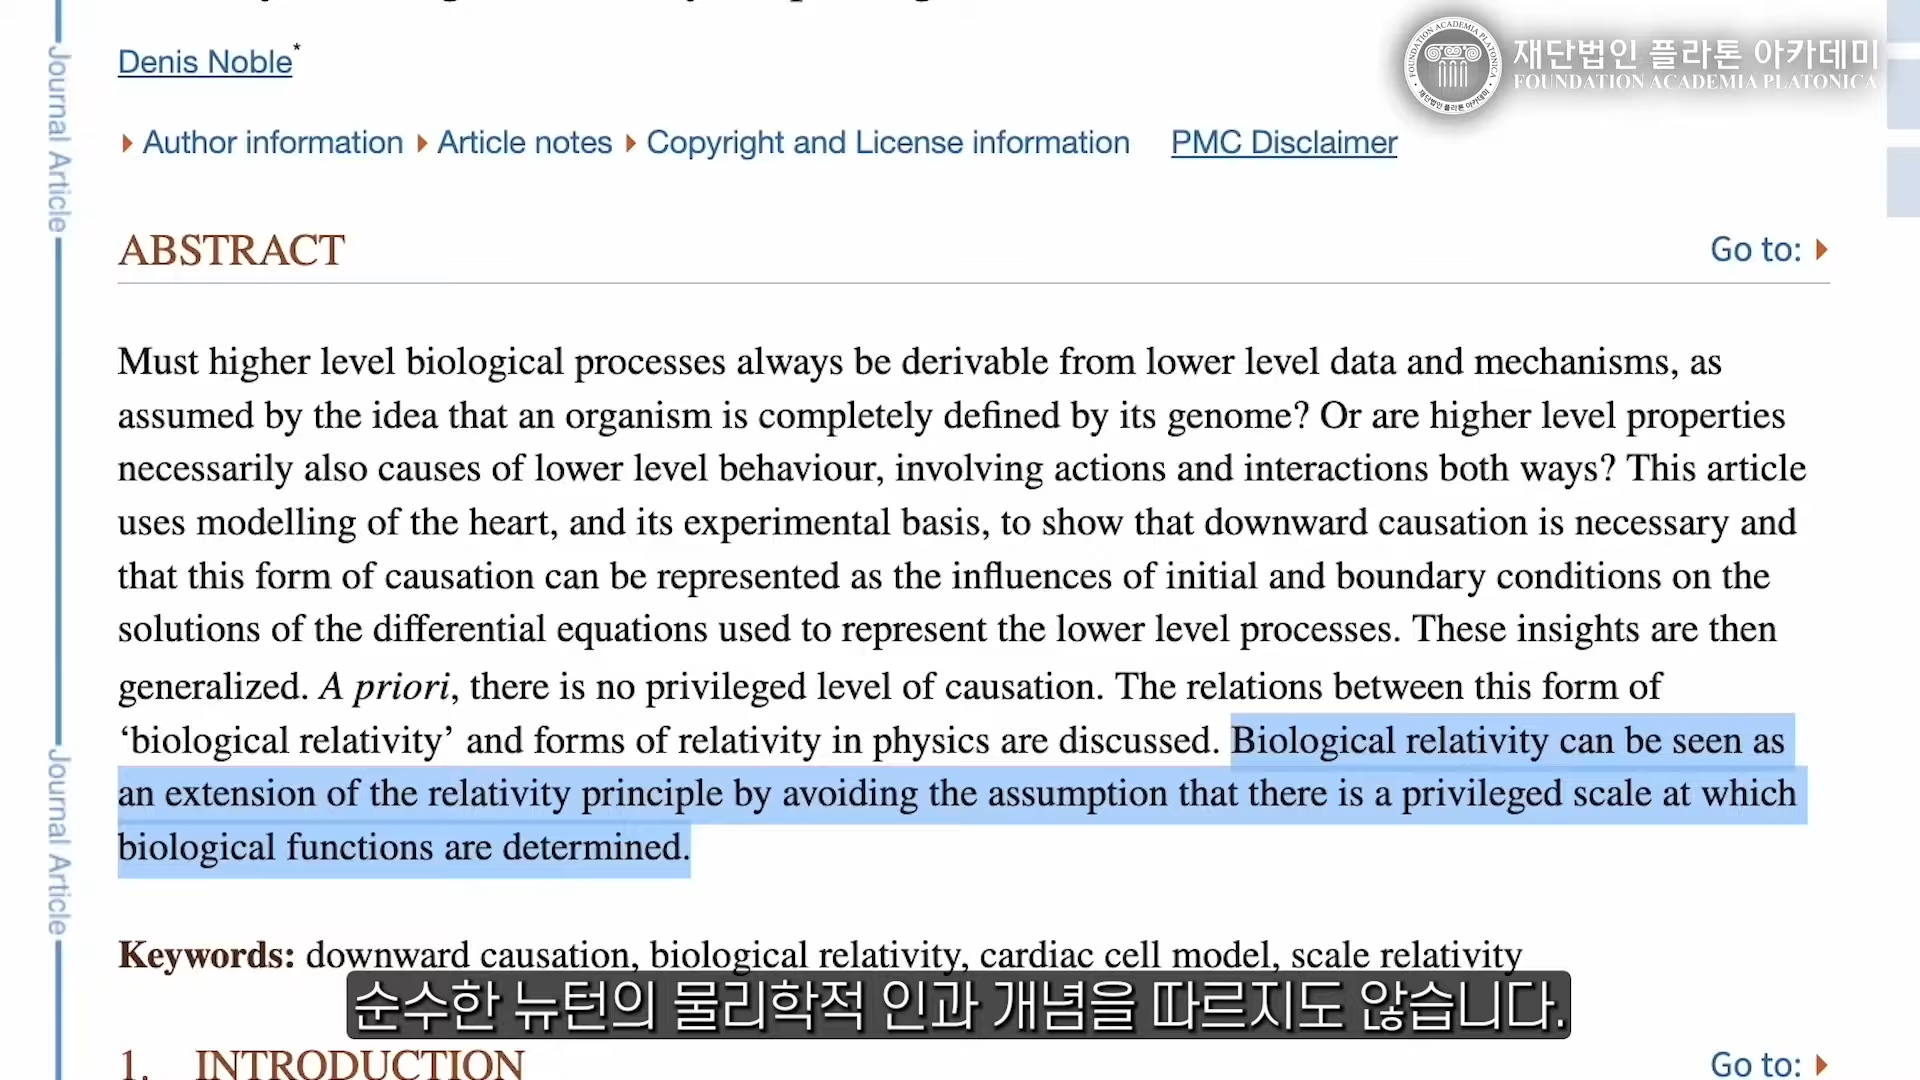 Denis Noble*
재단법인 플라톤 아카데미
FOUNDATION ACADEMIA PLATONICA
Author information Article notes Copyright and License information PMC Disclaimer
ABSTRACT
Go to:
Must higher level biological processes always be derivable from lower level data and mechanisms, as
assumed by the idea that an organism is completely defined by its genome? Or are higher level properties
necessarily also causes of lower level behaviour, involving actions and interactions both ways? This article
uses modelling of the heart, and its experimental basis, to show that downward causation is necessary and
that this form of causation can be represented as the influences of initial and boundary conditions on the
solutions of the differential equations used to represent the lower level processes. These insights are then
generalized. A priori, there is no privileged level of causation. The relations between this form of
‘biological relativity’ and forms of relativity in physics are discussed. Biological relativity can be seen as
an extension of the relativity principle by avoiding the assumption that there is a privileged scale at which
biological functions are determined.
Keywords: downward causation, biological relativity, cardiac cell model, scale relativity
순수한 뉴턴의 물리학적 인과 개념을 따르지도 않습니다.
1. INTRODUCTION
Go to:
Journal Article
Journal Article